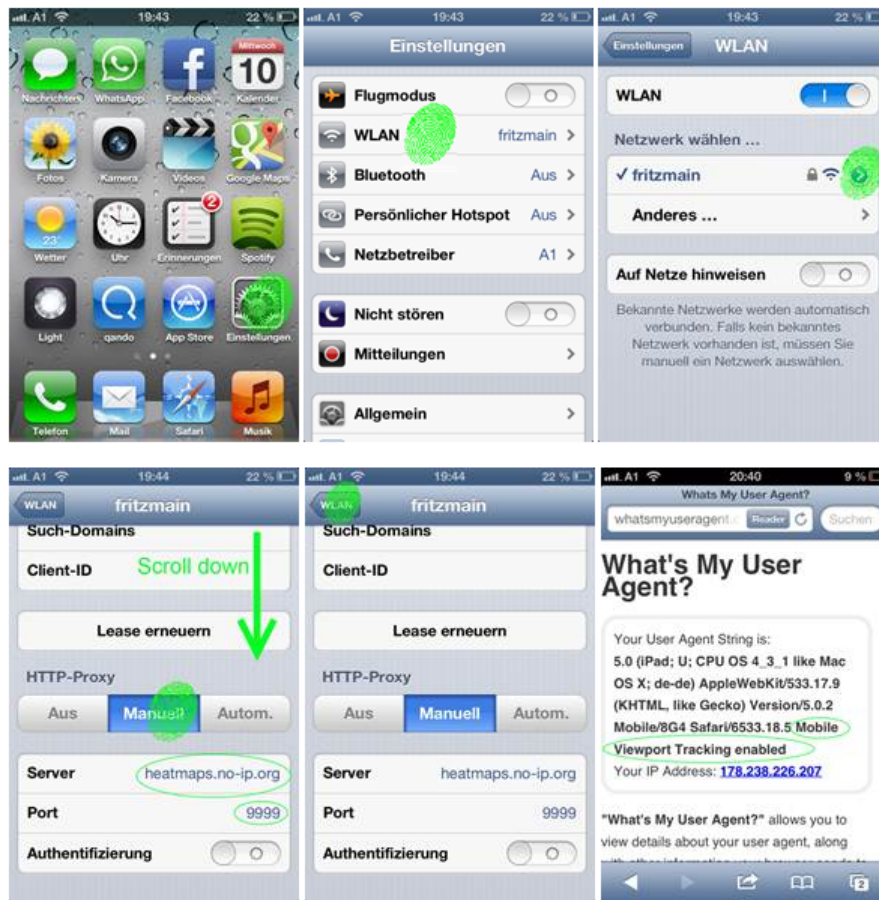 A1 19:43 22 %
Mittwoch
10
Nachrichten WhatsApp Facebook Kalender
Fotos Kamera Videos Google Maps
23°
2
Wetter Uhr Erinnerungen Spotify
Light qando App Store Einstellungen
Telefon Mail Safari Musik
A1 19:43 22 %
Einstellungen
Flugmodus
WLAN fritzmain
Bluetooth Aus
Persönlicher Hotspot Aus
Netzbetreiber A1
Nicht stören
Mitteilungen
Allgemein
A1 19:43 22 %
Einstellungen WLAN
WLAN
Netzwerk wählen ...
✓ fritzmain
Anderes ...
Auf Netze hinweisen
Bekannte Netzwerke werden automatisch
verbunden. Falls kein bekanntes
Netzwerk vorhanden ist, müssen Sie
manuell ein Netzwerk auswählen.
A1 19:44 22 %
WLAN fritzmain
Such-Domains
Client-ID Scroll down
Lease erneuern
HTTP-Proxy
Aus Manuell Autom.
Server heatmaps.no-ip.org
Port 9999
Authentifizierung
A1 19:44 22 %
WLAN fritzmain
Such-Domains
Client-ID
Lease erneuern
HTTP-Proxy
Aus Manuell Autom.
Server heatmaps.no-ip.org
Port 9999
Authentifizierung
A1 20:40 9 %
Whats My User Agent?
whatsmyuseragent.c Reader Suchen
What's My User
Agent?
Your User Agent String is:
5.0 (iPad; U; CPU OS 4_3_1 like Mac
OS X; de-de) AppleWebKit/533.17.9
(KHTML, like Gecko) Version/5.0.2
Mobile/8G4 Safari/6533.18.5 Mobile
Viewport Tracking enabled
Your IP Address: 178.238.226.207
"What's My User Agent?" allows you to
view details about your user agent, along
2